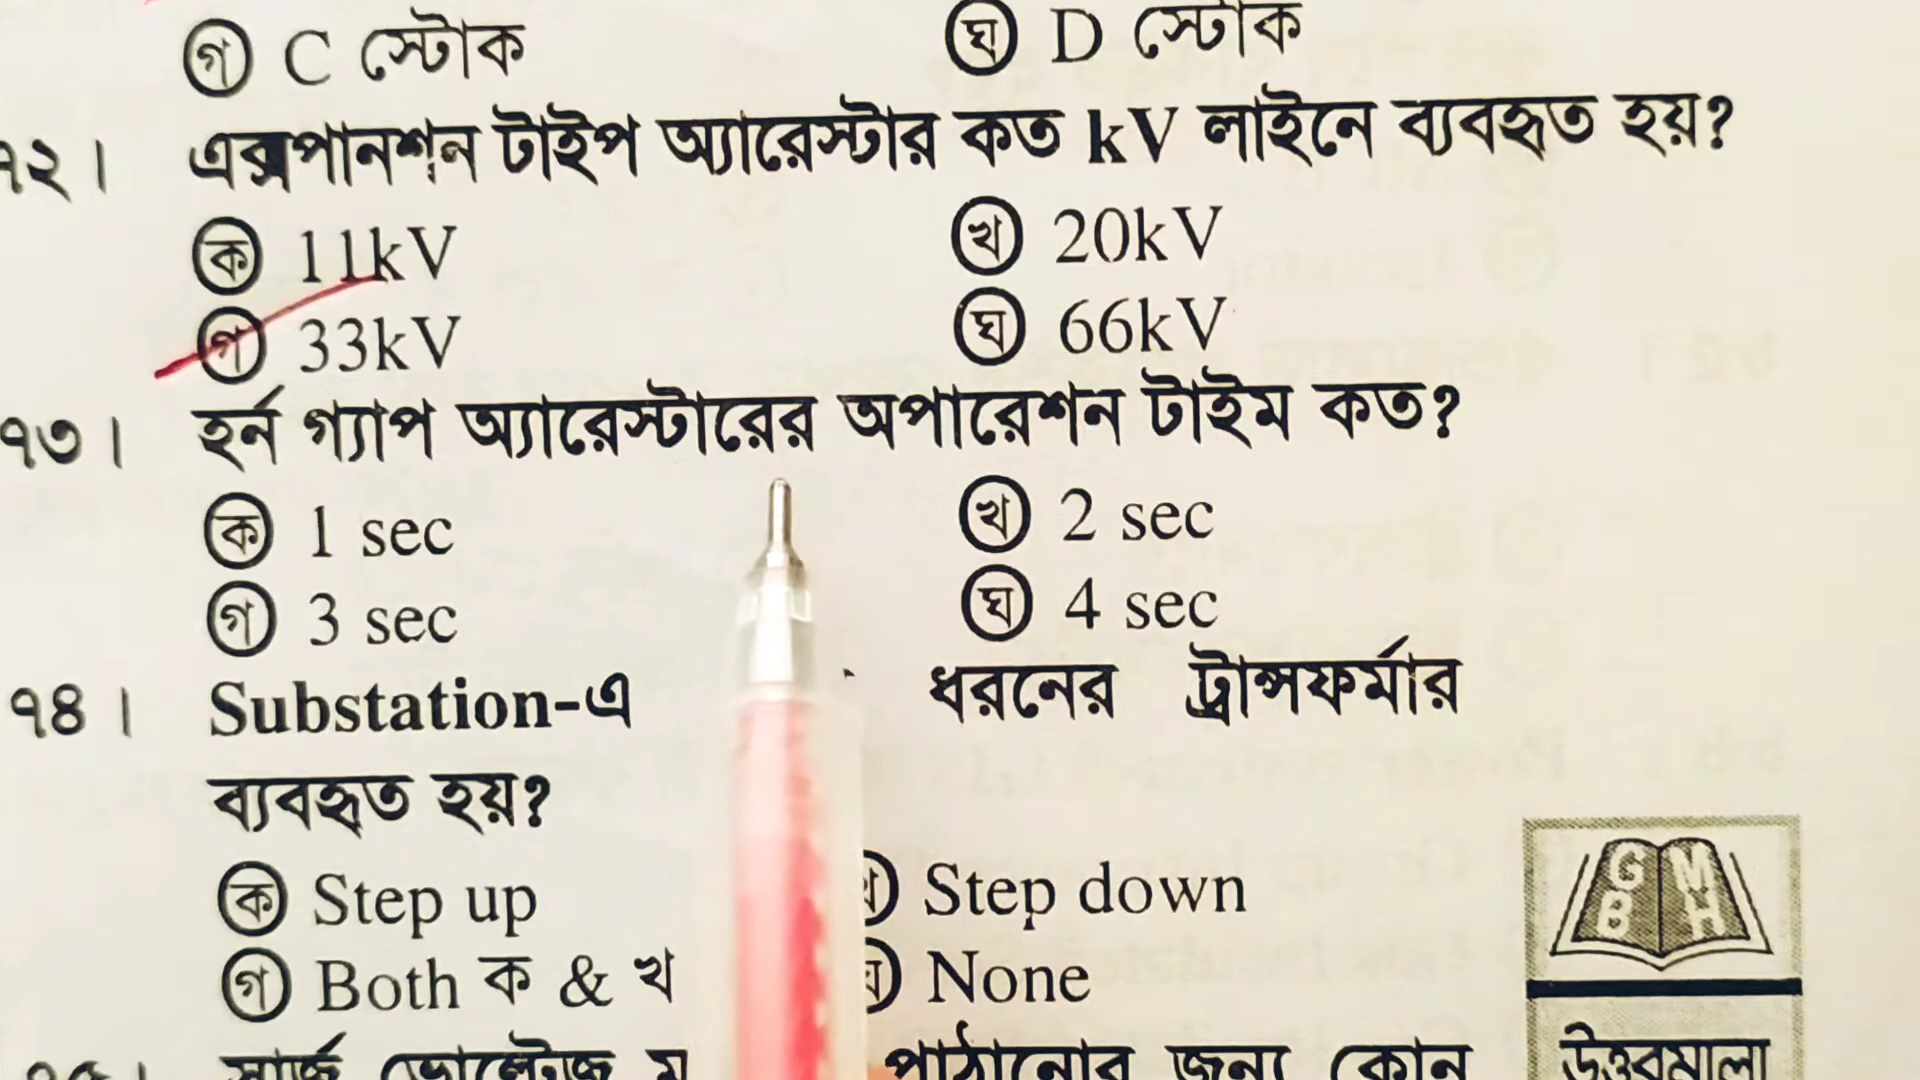 গ C স্টোক ঘ D স্টোক
৭২। এক্সপানশন টাইপ অ্যারেস্টার কত kV লাইনে ব্যবহৃত হয়?
ক 11kV খ 20kV
গ 33kV ঘ 66kV
৭৩। হর্ন গ্যাপ অ্যারেস্টারের অপারেশন টাইম কত?
ক 1 sec খ 2 sec
গ 3 sec ঘ 4 sec
৭৪। Substation-এ ধরনের ট্রান্সফর্মার
ব্যবহৃত হয়?
ক Step up খ Step down
গ Both ক & খ ঘ None
G M
B H
সার্জ ভোল্টেজ পাঠানোর জন্য কোন
উত্তরমালা